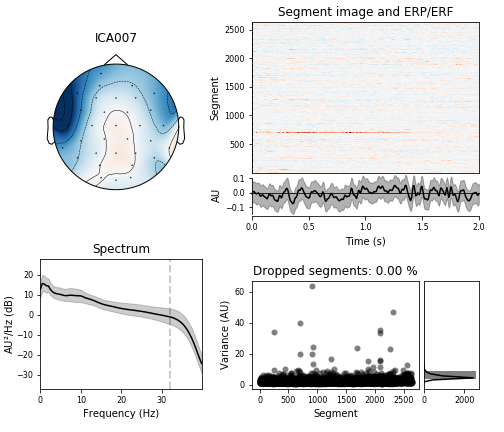 ICA007
Segment image and ERP/ERF
Segment
2500
2000
1500
1000
500
AU
0.1
0.0
−0.1
0.0 0.5 1.0 1.5 2.0
Time (s)
Spectrum
AU²/Hz (dB)
20
10
0
−10
−20
−30
0 10 20 30
Frequency (Hz)
Dropped segments: 0.00 %
Variance (AU)
60
40
20
0
0 500 1000 1500 2000 2500
Segment
0 2000